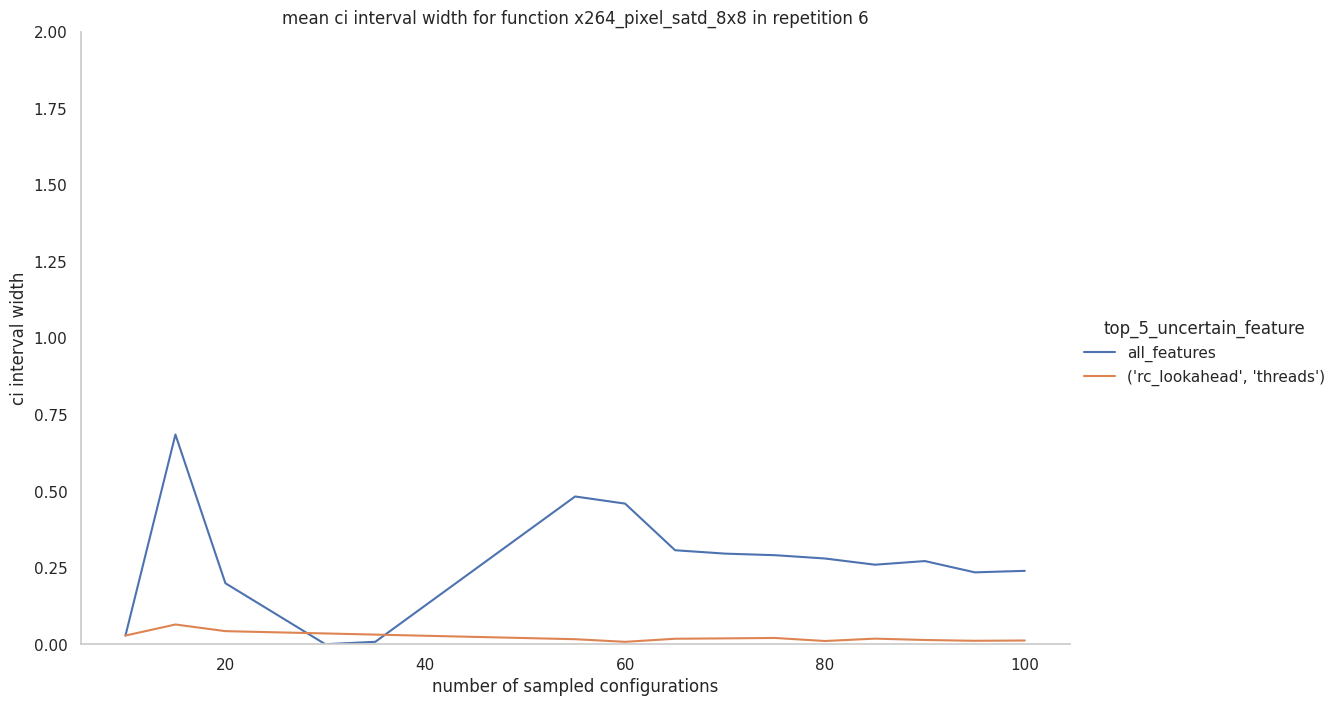 mean ci interval width for function x264_pixel_satd_8x8 in repetition 6
2.00
1.75
1.50
1.25
1.00
0.75
0.50
0.25
0.00
ci interval width
20
40
60
80
100
number of sampled configurations
top_5_uncertain_feature
all_features
('rc_lookahead', 'threads')